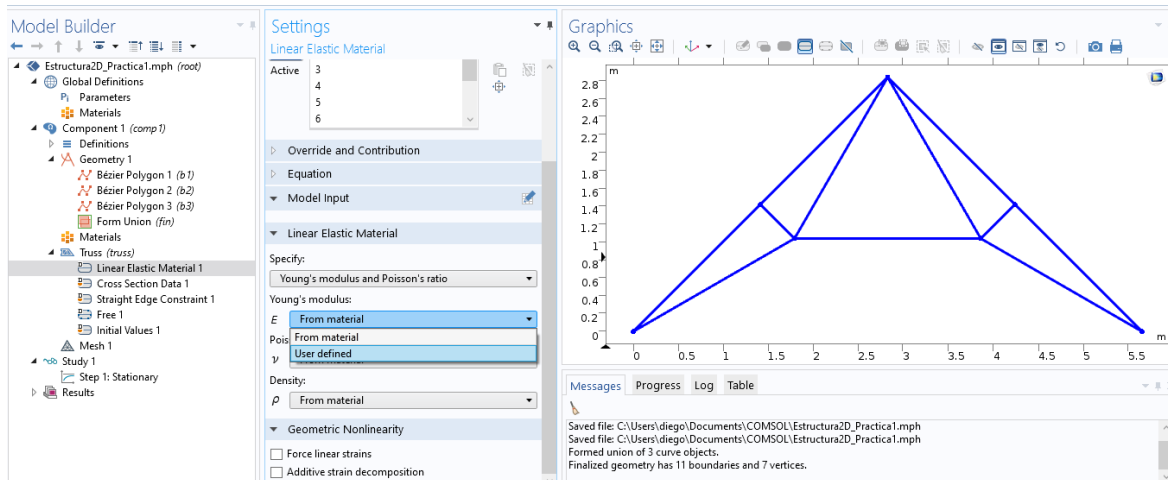 Model Builder
Estructura2D_Practica1.mph (root)
Global Definitions
Pi Parameters
Materials
Component 1 (comp1)
Definitions
Geometry 1
Bézier Polygon 1 (b1)
Bézier Polygon 2 (b2)
Bézier Polygon 3 (b3)
Form Union (fin)
Materials
Truss (truss)
Linear Elastic Material 1
Cross Section Data 1
Straight Edge Constraint 1
Free 1
Initial Values 1
Mesh 1
Study 1
Step 1: Stationary
Results
Settings
Linear Elastic Material
Active
3
4
5
6
Override and Contribution
Equation
Model Input
Linear Elastic Material
Specify:
Young's modulus and Poisson's ratio
Young's modulus:
E From material
From material
Pois
User defined
ν
Density:
ρ From material
Geometric Nonlinearity
Force linear strains
Additive strain decomposition
Graphics
m
2.8
2.6
2.4
2.2
2
1.8
1.6
1.4
1.2
1
0.8
0.6
0.4
0.2
0
m
0 0.5 1 1.5 2 2.5 3 3.5 4 4.5 5 5.5
Messages Progress Log Table
Saved file: C:\Users\diego\Documents\COMSOL\Estructura2D_Practica1.mph
Saved file: C:\Users\diego\Documents\COMSOL\Estructura2D_Practica1.mph
Formed union of 3 curve objects.
Finalized geometry has 11 boundaries and 7 vertices.